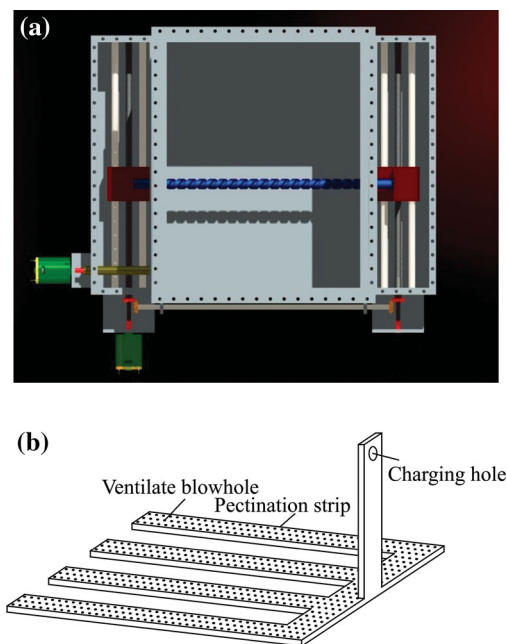 (a)
(b)
Ventilate blowhole
Pectination strip
Charging hole